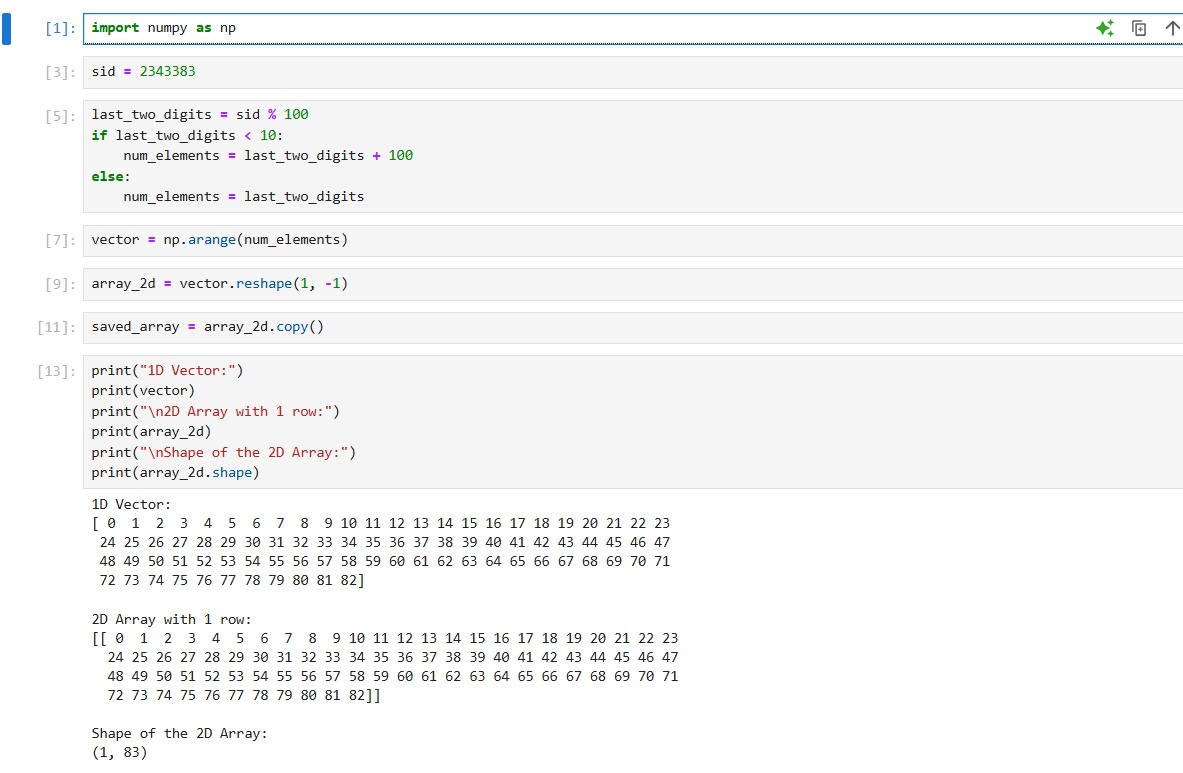 [1]: import numpy as np
[3]: sid = 2343383
[5]: last_two_digits = sid % 100
if last_two_digits < 10:
    num_elements = last_two_digits + 100
else:
    num_elements = last_two_digits
[7]: vector = np.arange(num_elements)
[9]: array_2d = vector.reshape(1, -1)
[11]: saved_array = array_2d.copy()
[13]: print("1D Vector:")
print(vector)
print("\n2D Array with 1 row:")
print(array_2d)
print("\nShape of the 2D Array:")
print(array_2d.shape)
1D Vector:
[ 0  1  2  3  4  5  6  7  8  9 10 11 12 13 14 15 16 17 18 19 20 21 22 23
 24 25 26 27 28 29 30 31 32 33 34 35 36 37 38 39 40 41 42 43 44 45 46 47
 48 49 50 51 52 53 54 55 56 57 58 59 60 61 62 63 64 65 66 67 68 69 70 71
 72 73 74 75 76 77 78 79 80 81 82]
2D Array with 1 row:
[[ 0  1  2  3  4  5  6  7  8  9 10 11 12 13 14 15 16 17 18 19 20 21 22 23
  24 25 26 27 28 29 30 31 32 33 34 35 36 37 38 39 40 41 42 43 44 45 46 47
  48 49 50 51 52 53 54 55 56 57 58 59 60 61 62 63 64 65 66 67 68 69 70 71
  72 73 74 75 76 77 78 79 80 81 82]]
Shape of the 2D Array:
(1, 83)